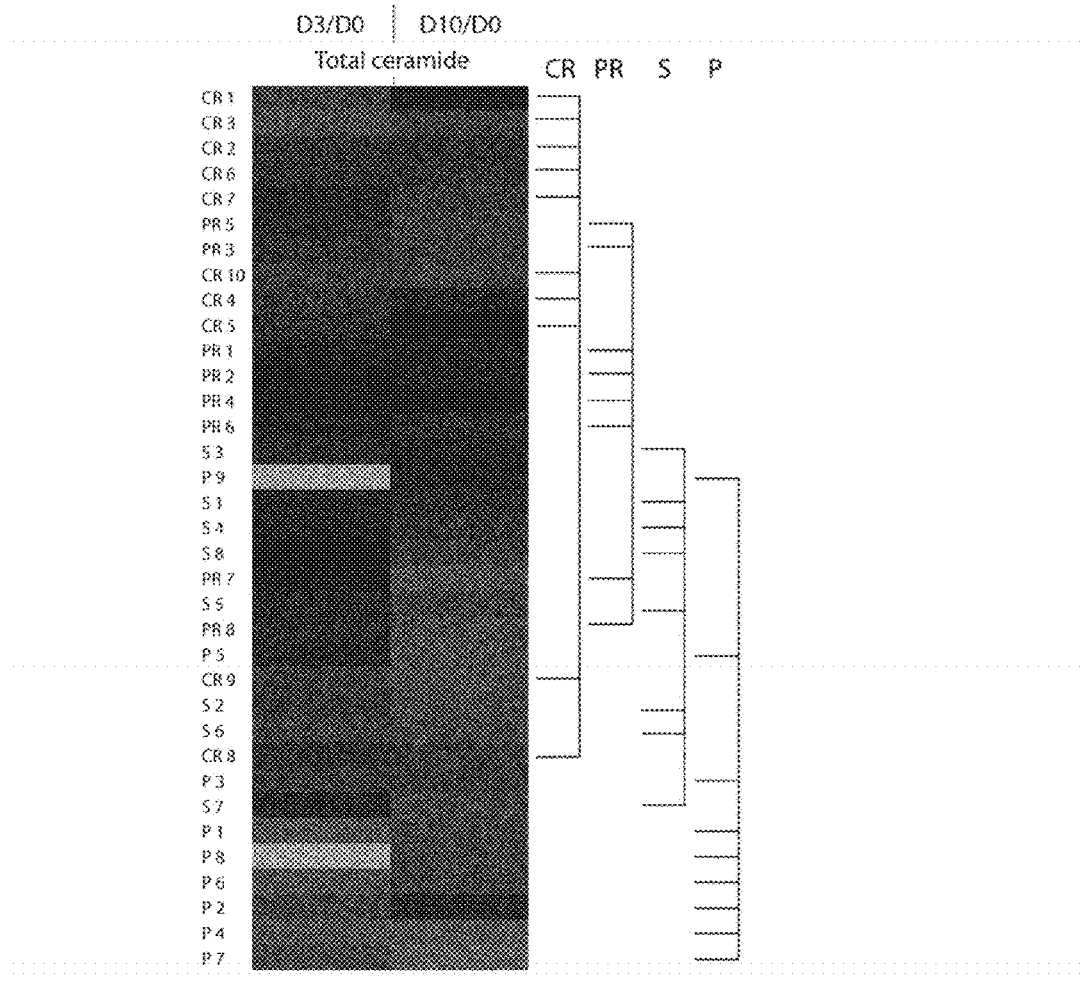 D3/D0 D10/D0
Total ceramide
CR PR S P
CR 1
CR 3
CR 2
CR 6
CR 7
PR 5
PR 3
CR 10
CR 4
CR 5
PR 1
PR 2
PR 4
PR 6
S 3
P 9
S 1
S 4
S 8
PR 7
S 5
PR 8
P 5
CR 9
S 2
S 6
CR 8
P 3
S 7
P 1
P 8
P 6
P 2
P 4
P 7